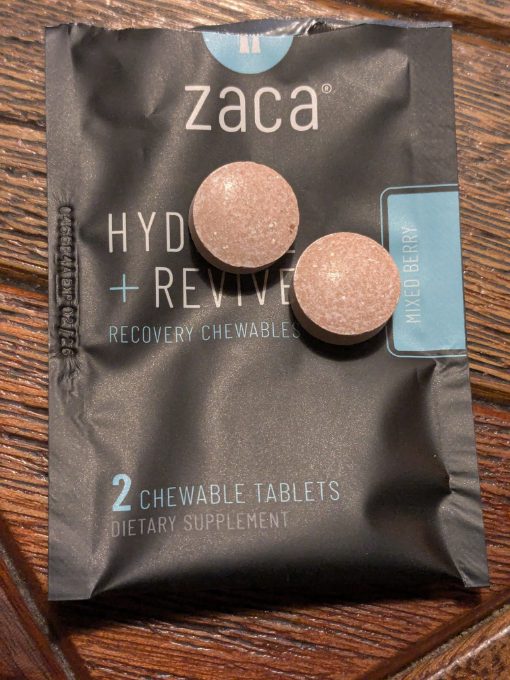 zaca®
HYD
+ REVIVE
RECOVERY CHEWABLES
MIXED BERRY
2 CHEWABLE TABLETS
DIETARY SUPPLEMENT